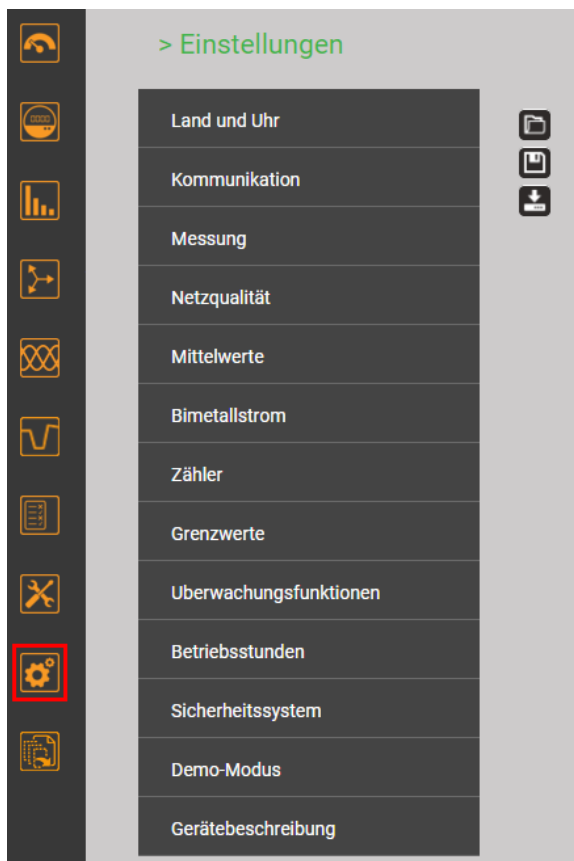 > Einstellungen
Land und Uhr
Kommunikation
Messung
Netzqualität
Mittelwerte
Bimetallstrom
Zähler
Grenzwerte
Uberwachungsfunktionen
Betriebsstunden
Sicherheitssystem
Demo-Modus
Gerätebeschreibung